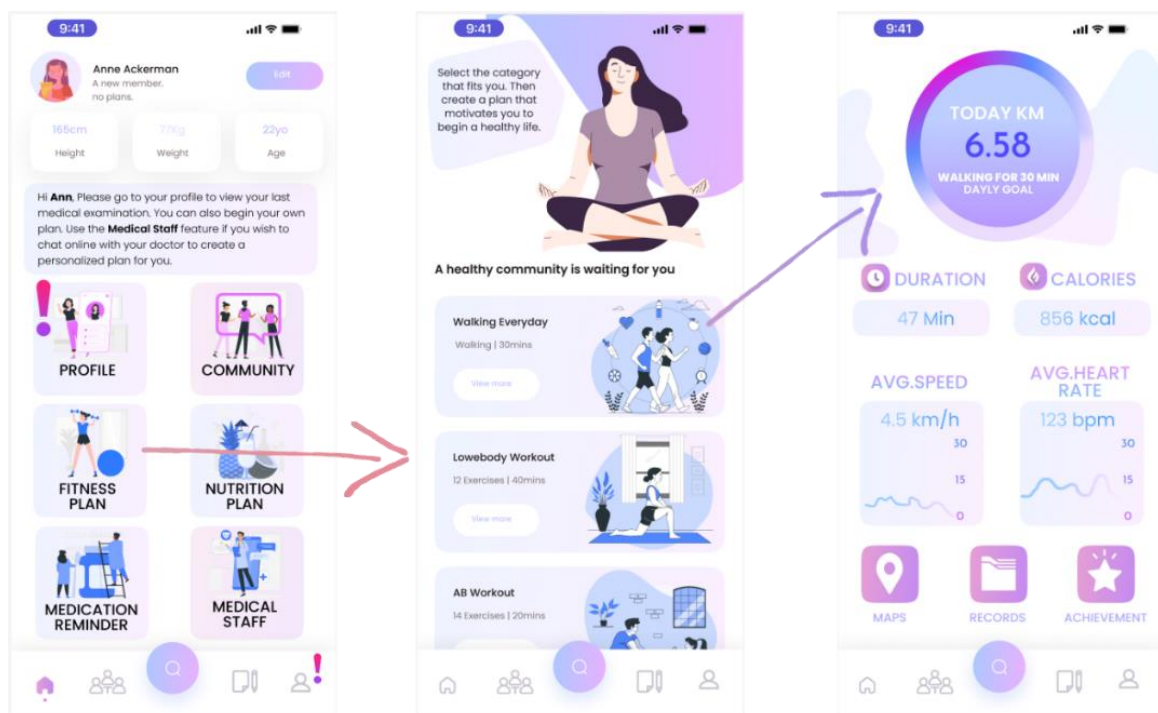 9:41
Anne Ackerman
A new member.
no plans.
Edit
165cm
Height
77Kg
Weight
22yo
Age
Hi Ann, Please go to your profile to view your last
medical examination. You can also begin your own
plan. Use the Medical Staff feature if you wish to
chat online with your doctor to create a
personalized plan for you.
PROFILE
COMMUNITY
FITNESS
PLAN
NUTRITION
PLAN
MEDICATION
REMINDER
MEDICAL
STAFF
9:41
Select the category
that fits you. Then
create a plan that
motivates you to
begin a healthy life.
A healthy community is waiting for you
Walking Everyday
Walking | 30mins
View more
Lowebody Workout
12 Exercises | 40mins
View more
AB Workout
14 Exercises | 20mins
9:41
TODAY KM
6.58
WALKING FOR 30 MIN
DAYLY GOAL
DURATION
47 Min
CALORIES
856 kcal
AVG.SPEED
4.5 km/h
30
15
0
AVG.HEART
RATE
123 bpm
30
15
0
MAPS
RECORDS
ACHIEVEMENT